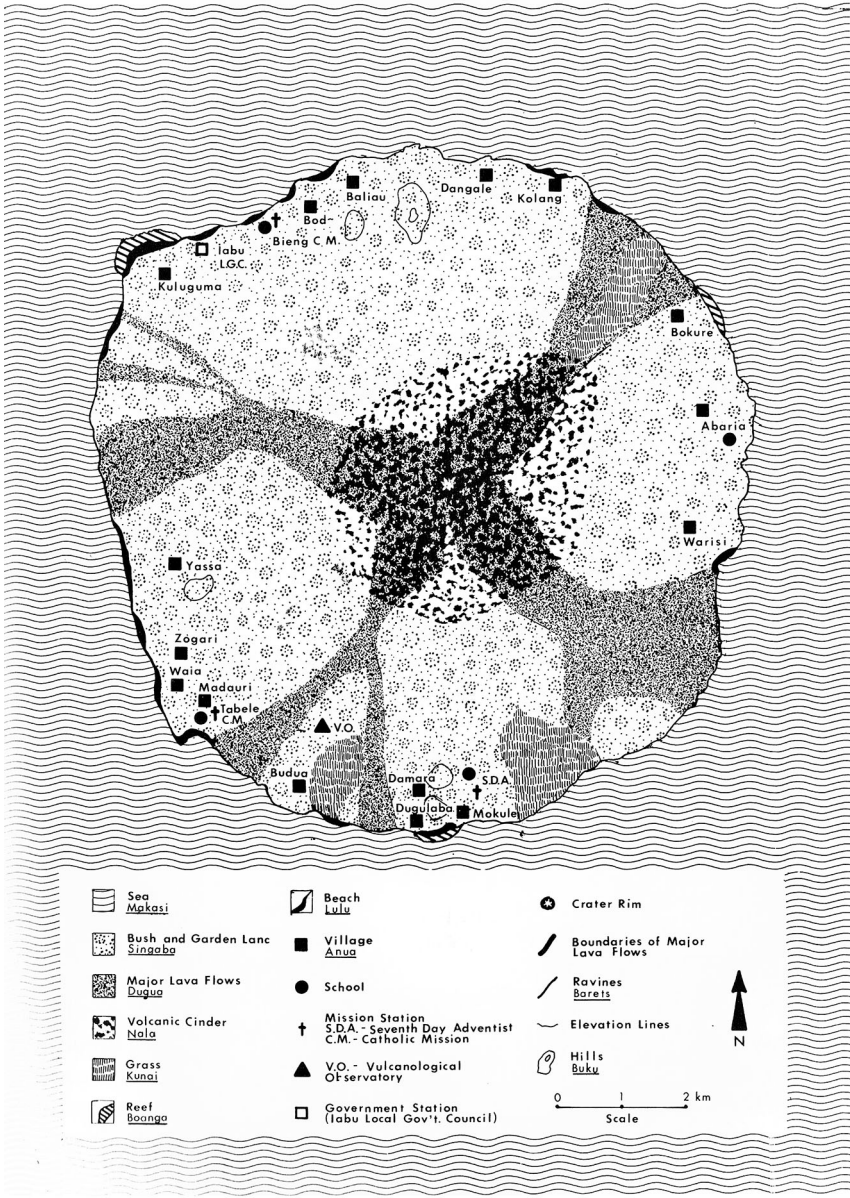 Baliau
Dangale
Kolang
Bod-
Bieng C.M.
Iabu
L.G.C.
Kuluguma
Bokure
Abaria
Warisi
Yassa
Zogari
Waia
Madauri
Tabele
C.M.
V.O.
Budua
Damara
S.D.A.
Dugulaba
Mokule
Sea
Makasi
Bush and Garden Lanc
Singaba
Major Lava Flows
Dugua
Volcanic Cinder
Nala
Grass
Kunai
Reef
Boanga
Beach
Lulu
Village
Anua
School
Mission Station
S.D.A. - Seventh Day Adventist
C.M. - Catholic Mission
V.O. - Vulcanological
Observatory
Government Station
(Iabu Local Gov't. Council)
Crater Rim
Boundaries of Major
Lava Flows
Ravines
Barets
Elevation Lines
Hills
Buku
N
0 1 2 km
Scale